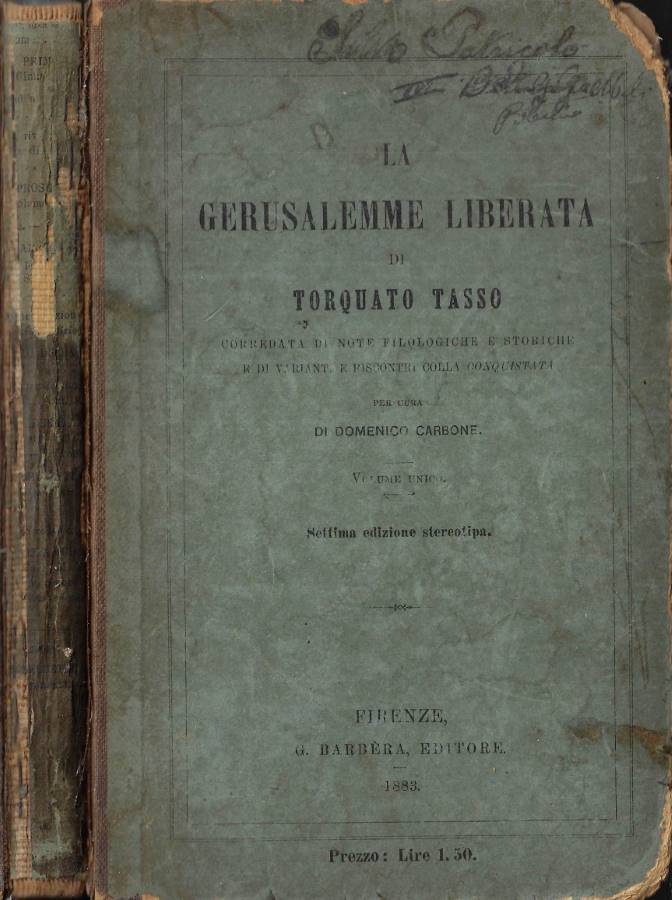 Patricolo
LA
GERUSALEMME LIBERATA
DI
TORQUATO TASSO
CORREDATA DI NOTE FILOLOGICHE E STORICHE
E DI VARIANTI E RISCONTRI COLLA CONQUISTATA
PER CURA
DI DOMENICO CARBONE.
VOLUME UNICO.
Settima edizione stereotipa.
FIRENZE,
G. BARBÈRA, EDITORE.
1883.
Prezzo: Lire 1.50.